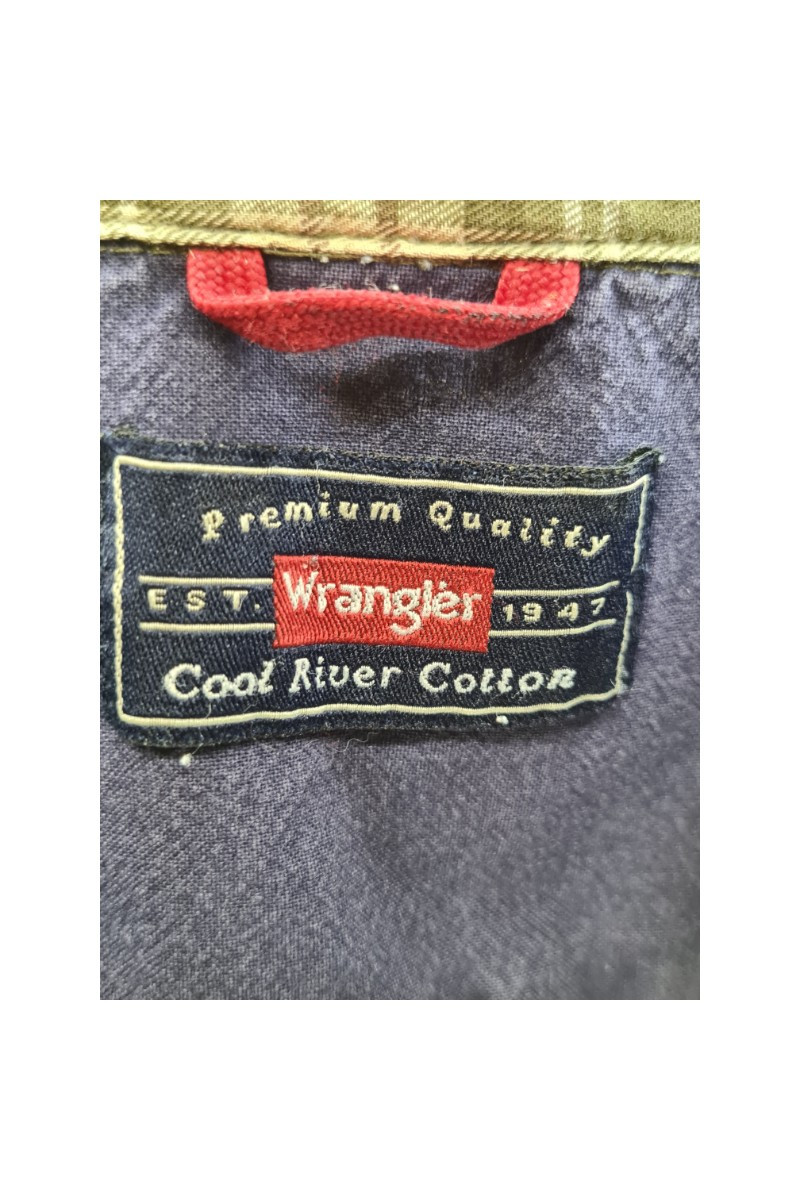 Premium Quality
EST. Wrangler 1947
Cool River Cotton